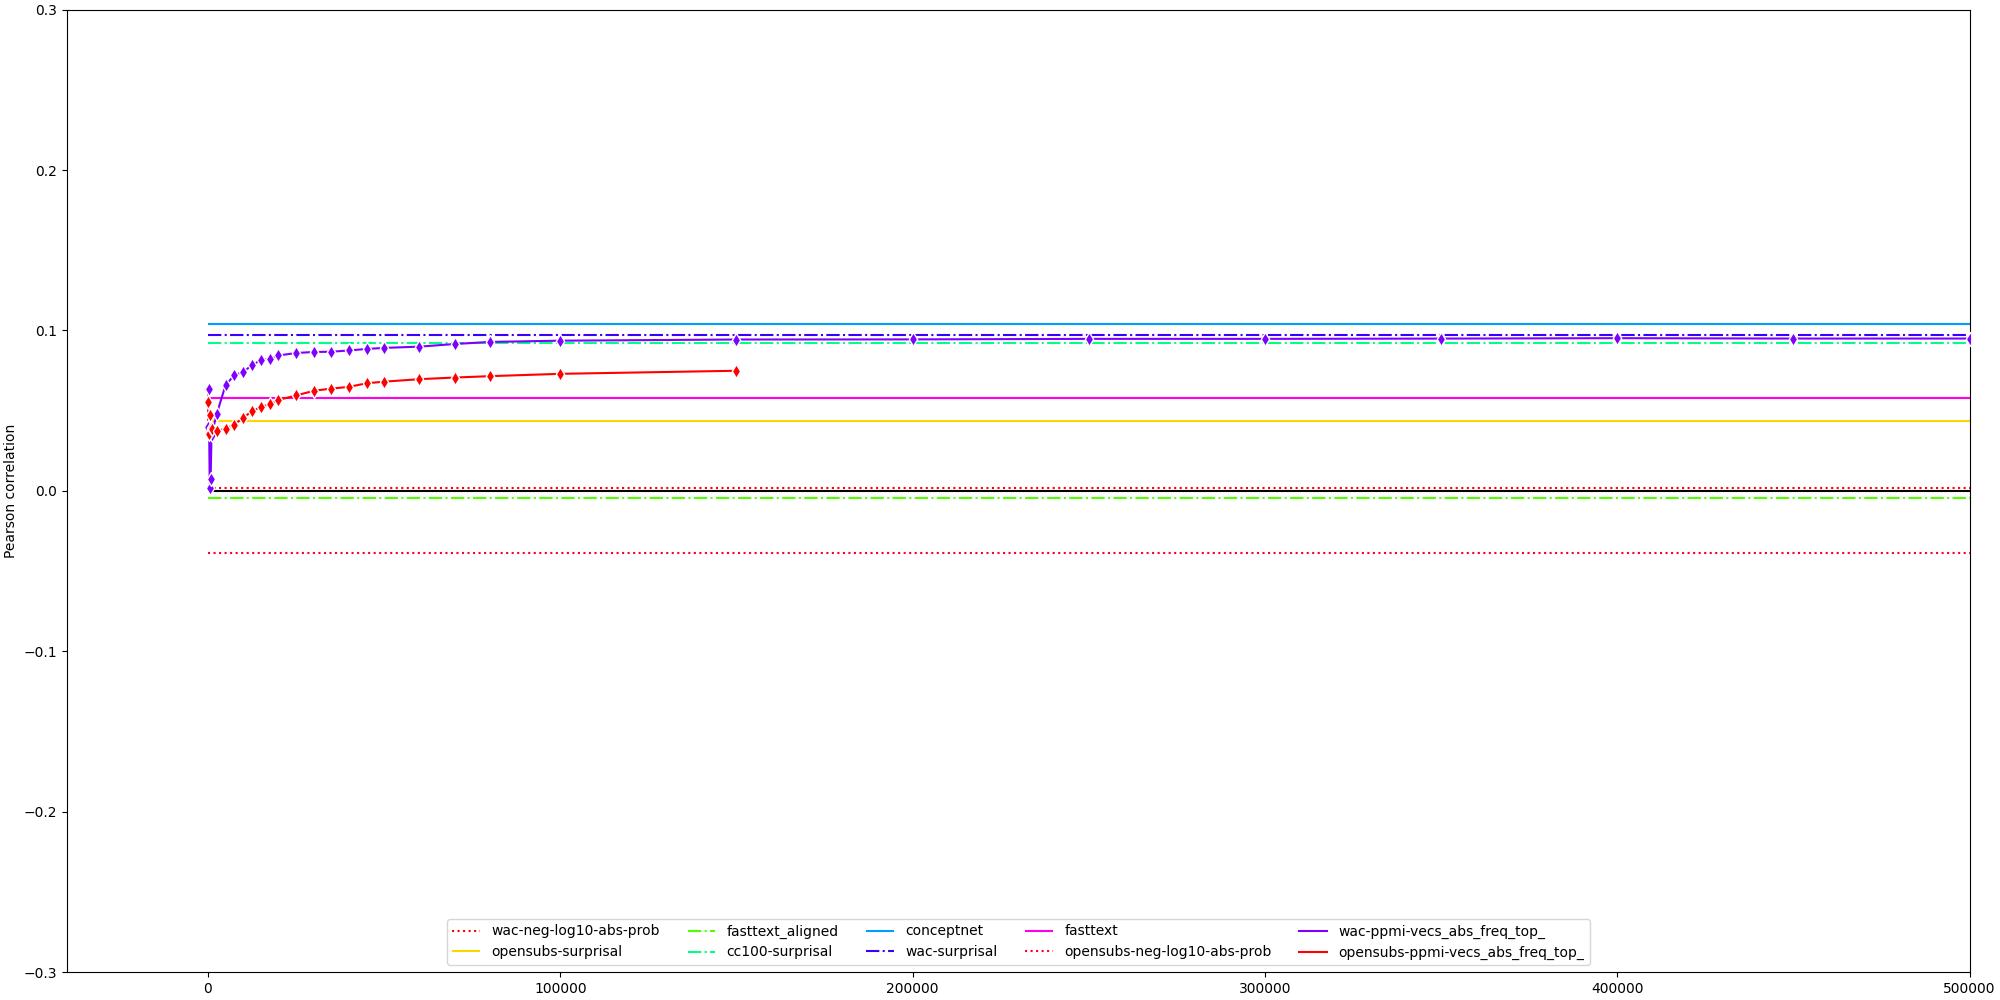 0.3
0.2
0.1
0.0
−0.1
−0.2
−0.3
Pearson correlation
wac-neg-log10-abs-prob fasttext_aligned conceptnet fasttext wac-ppmi-vecs_abs_freq_top_
opensubs-surprisal cc100-surprisal wac-surprisal opensubs-neg-log10-abs-prob opensubs-ppmi-vecs_abs_freq_top_
0 100000 200000 300000 400000 500000